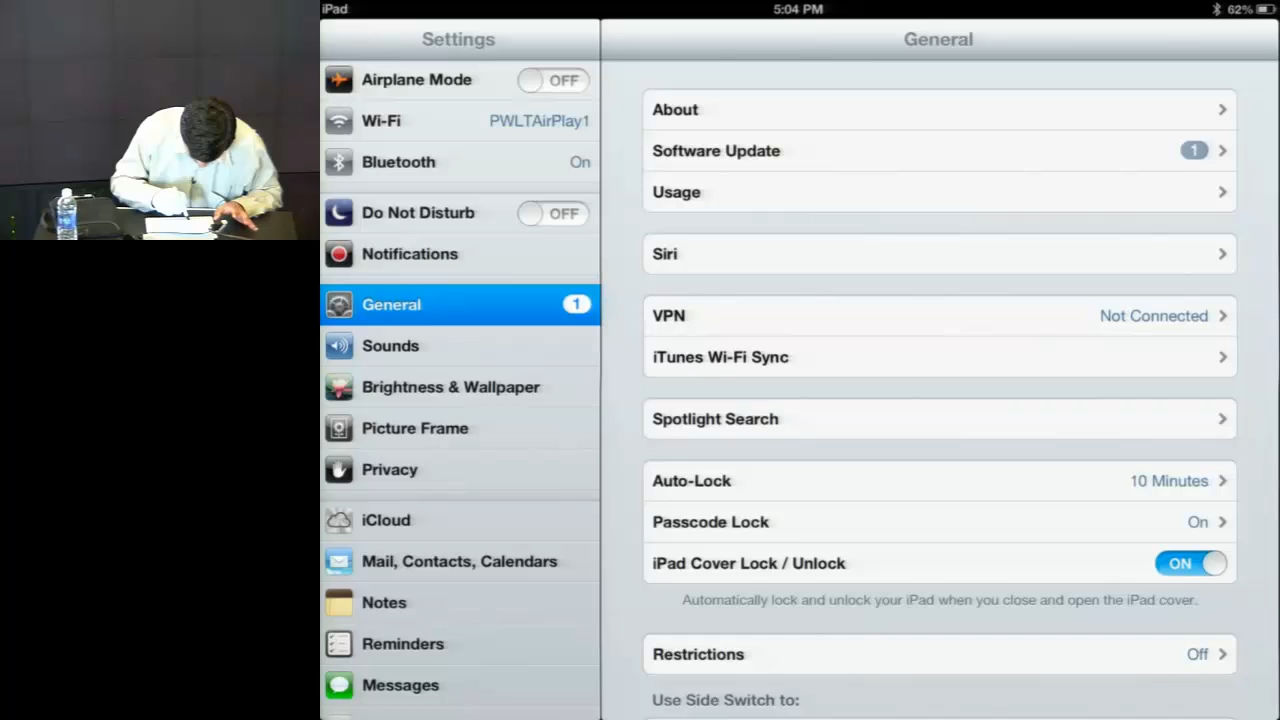 iPad 5:04 PM 62%
Settings
Airplane Mode OFF
Wi-Fi PWLTAirPlay1
Bluetooth On
Do Not Disturb OFF
Notifications
General 1
Sounds
Brightness & Wallpaper
Picture Frame
Privacy
iCloud
Mail, Contacts, Calendars
Notes
Reminders
Messages
General
About
Software Update 1
Usage
Siri
VPN Not Connected
iTunes Wi-Fi Sync
Spotlight Search
Auto-Lock 10 Minutes
Passcode Lock On
iPad Cover Lock / Unlock ON
Automatically lock and unlock your iPad when you close and open the iPad cover.
Restrictions Off
Use Side Switch to: